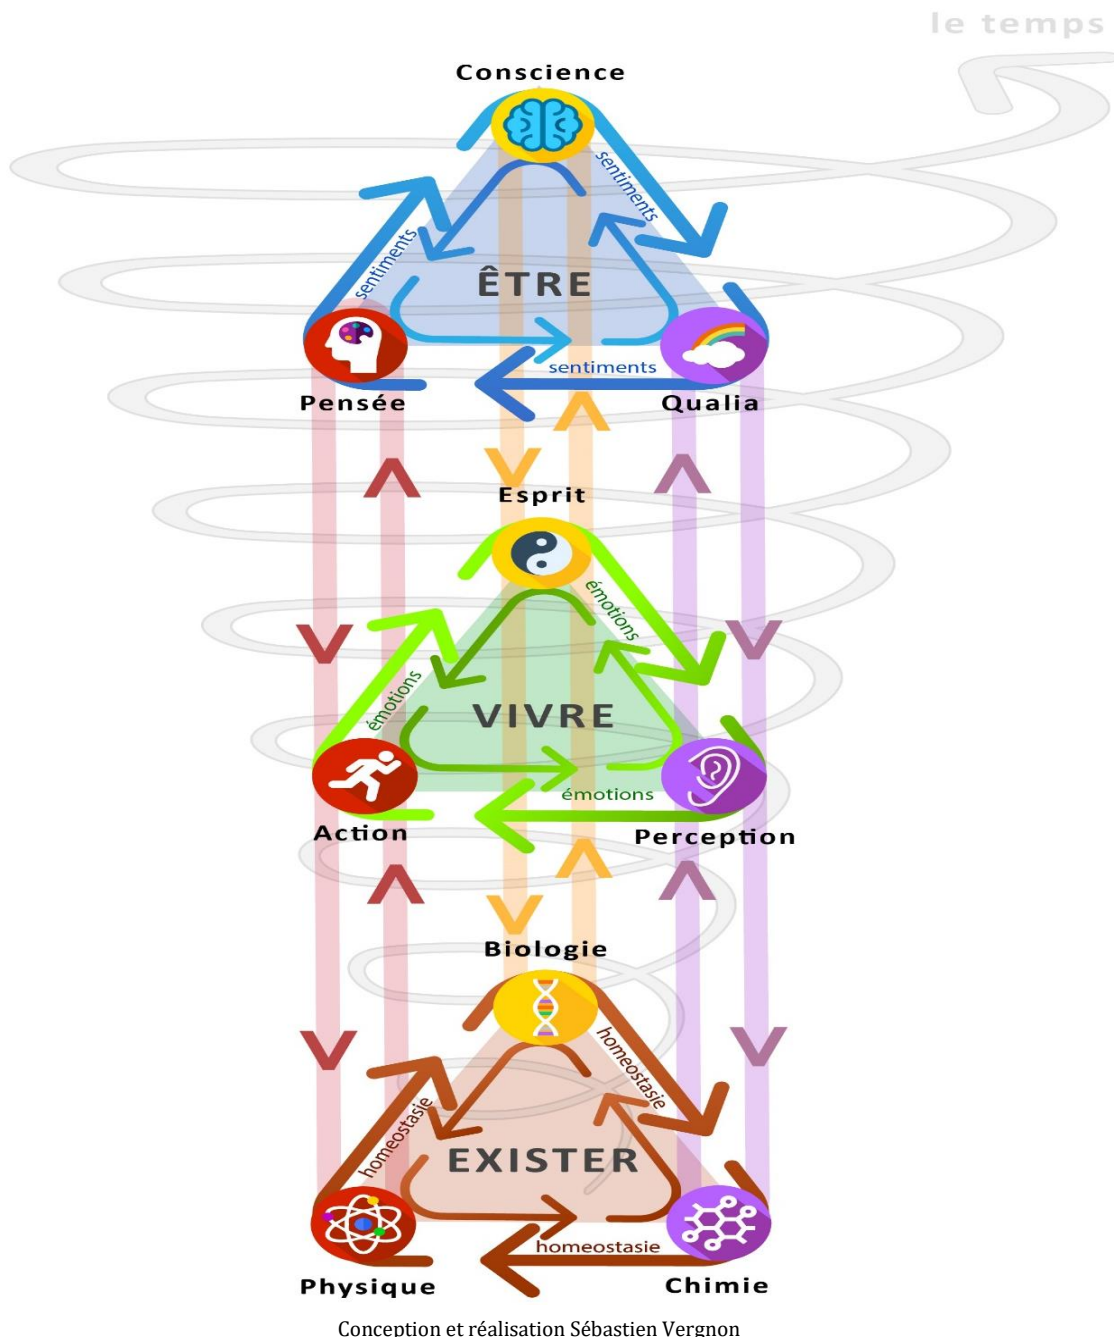 le temps
Conscience
sentiments
sentiments
ÊTRE
sentiments
Pensée
Qualia
Esprit
émotions
émotions
VIVRE
émotions
Action
Perception
Biologie
homeostasie
homeostasie
EXISTER
homeostasie
Physique
Chimie
Conception et réalisation Sébastien Vergnon